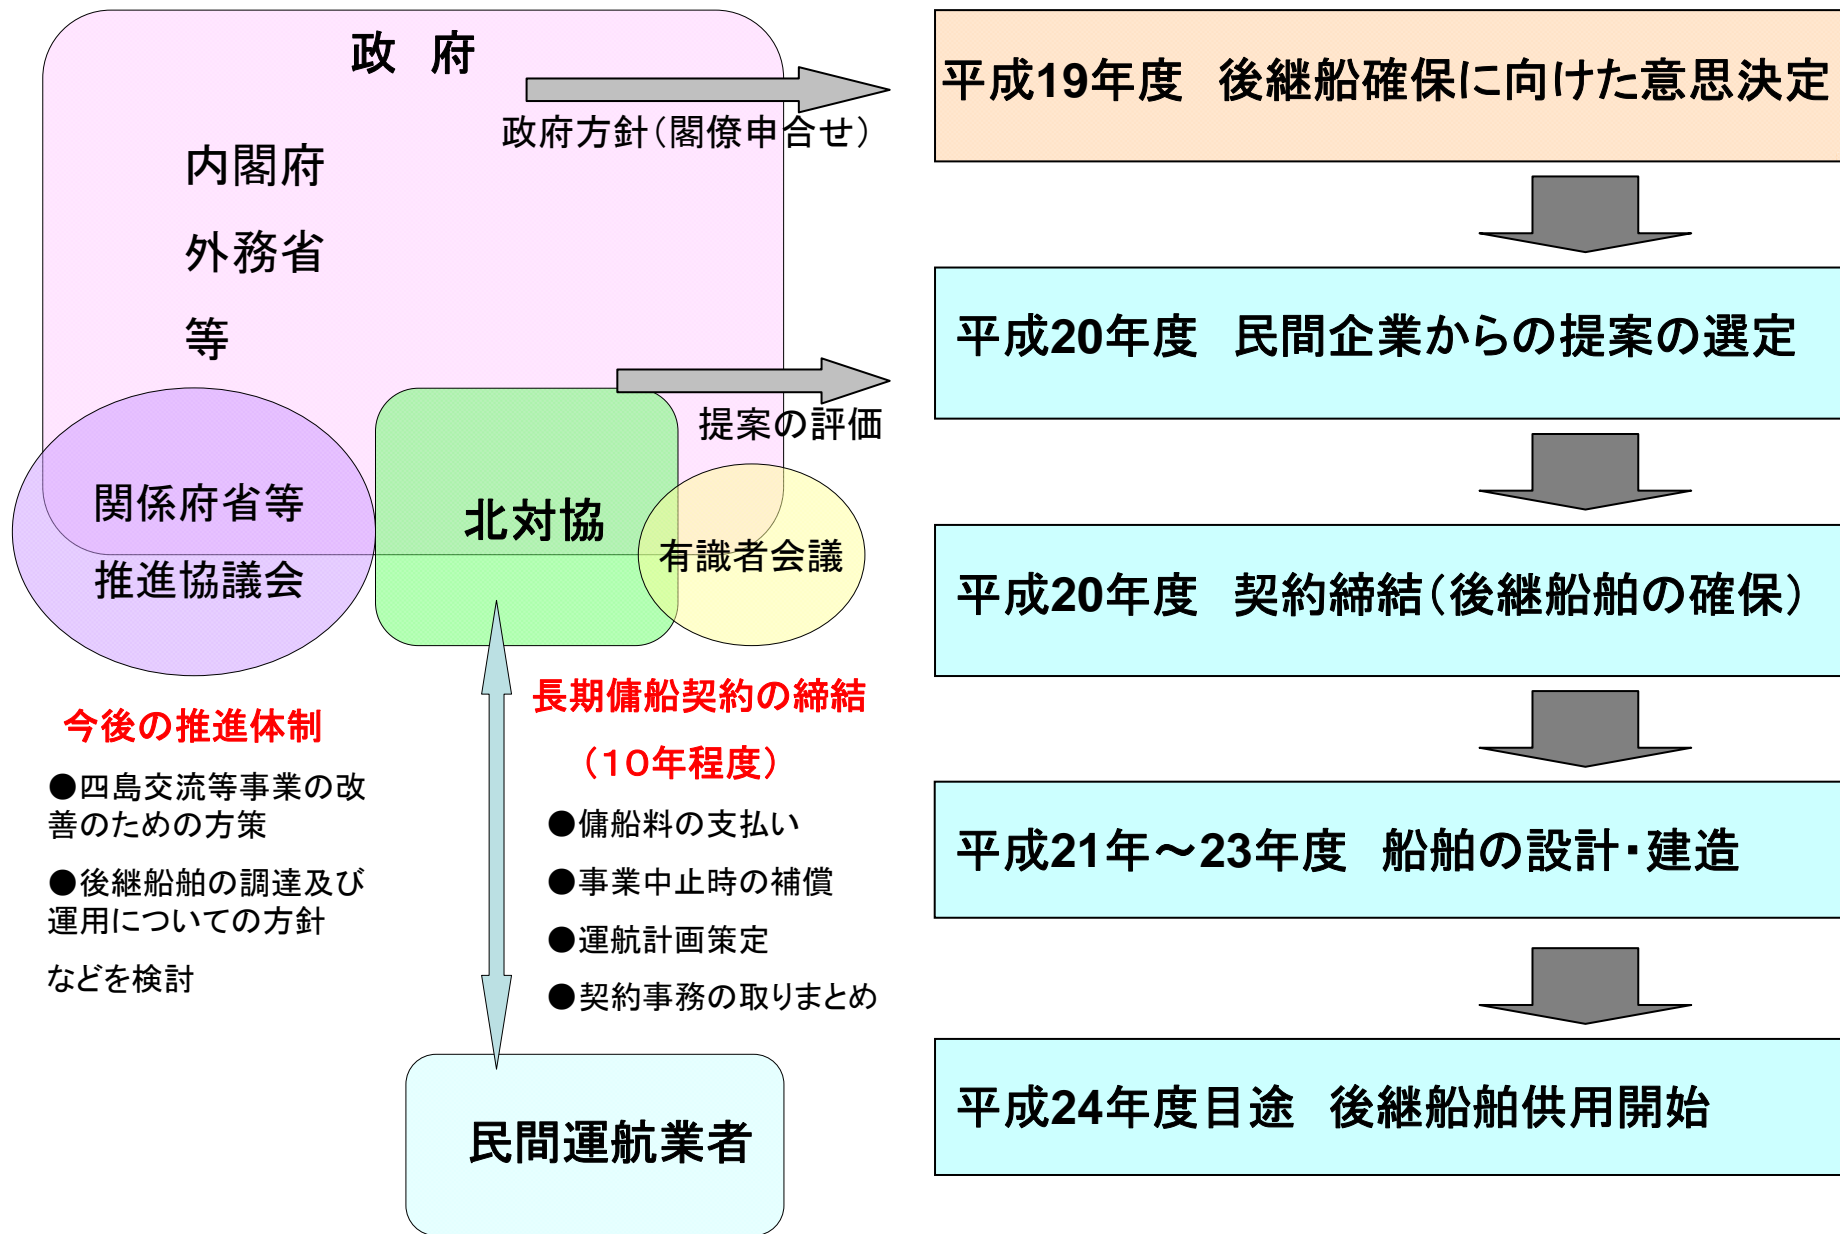 政　府
政府方針（閣僚申合せ）
内閣府
外務省
等
提案の評価
関係府省等
推進協議会
北対協
有識者会議
今後の推進体制
●四島交流等事業の改
善のための方策
●後継船舶の調達及び
運用についての方針
などを検討
長期傭船契約の締結
（１０年程度）
●傭船料の支払い
●事業中止時の補償
●運航計画策定
●契約事務の取りまとめ
民間運航業者
平成19年度　後継船確保に向けた意思決定
平成20年度　民間企業からの提案の選定
平成20年度　契約締結（後継船舶の確保）
平成21年～23年度　船舶の設計・建造
平成24年度目途　後継船舶供用開始